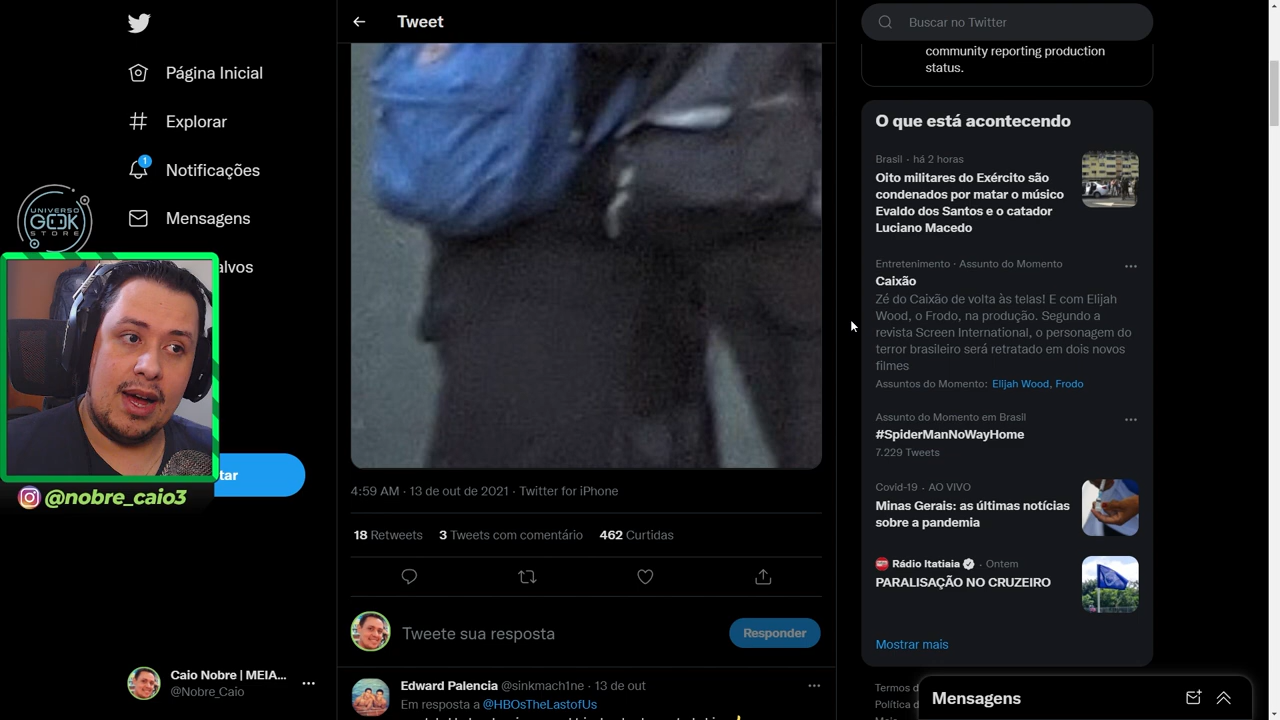 Página Inicial
Explorar
1
Notificações
Mensagens
alvos
UNIVERSO
GEEK
STORE
tar
@nobre_caio3
Caio Nobre | MEIA...
@Nobre_Caio
Tweet
4:59 AM · 13 de out de 2021 · Twitter for iPhone
18 Retweets 3 Tweets com comentário 462 Curtidas
Tweete sua resposta
Responder
Edward Palencia @sinkmach1ne · 13 de out
Em resposta a @HBOsTheLastofUs
Buscar no Twitter
community reporting production
status.
O que está acontecendo
Brasil · há 2 horas
Oito militares do Exército são
condenados por matar o músico
Evaldo dos Santos e o catador
Luciano Macedo
Entretenimento · Assunto do Momento
Caixão
Zé do Caixão de volta às telas! E com Elijah
Wood, o Frodo, na produção. Segundo a
revista Screen International, o personagem do
terror brasileiro será retratado em dois novos
filmes
Assuntos do Momento: Elijah Wood, Frodo
Assunto do Momento em Brasil
#SpiderManNoWayHome
7.229 Tweets
Covid-19 · AO VIVO
Minas Gerais: as últimas notícias
sobre a pandemia
Rádio Itatiaia · Ontem
PARALISAÇÃO NO CRUZEIRO
Mostrar mais
Termos d
Política d
Mensagens